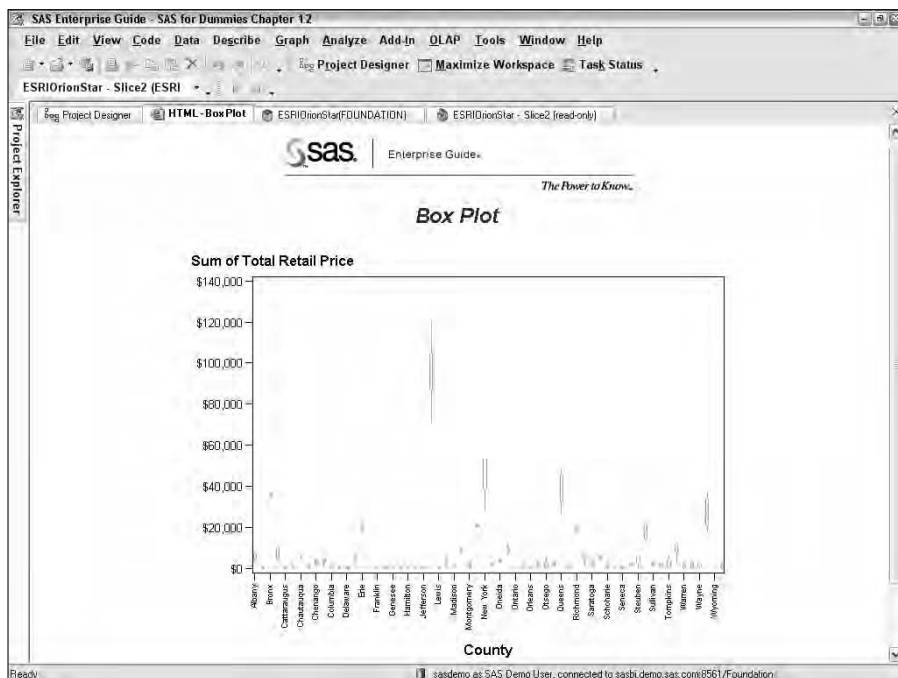 SAS Enterprise Guide - SAS for Dummies Chapter 12
File Edit View Code Data Describe Graph Analyze Add-In OLAP Tools Window Help
Project Designer Maximize Workspace Task Status
ESRIOrionStar - Slice2 (ESRI
Project Designer HTML - BoxPlot ESRIOrionStar(FOUNDATION) ESRIOrionStar - Slice2 (read-only)
Project Explorer
sas. Enterprise Guide.
The Power to Know.
Box Plot
Sum of Total Retail Price
$140,000
$120,000
$100,000
$80,000
$60,000
$40,000
$20,000
$0
Albany
Bronx
Cattaraugus
Chautauqua
Chenango
Columbia
Delaware
Erie
Franklin
Genesee
Hamilton
Jefferson
Lewis
Madison
Montgomery
New York
Oneida
Ontario
Orleans
Otsego
Queens
Richmond
Saratoga
Schoharie
Seneca
Steuben
Sullivan
Tompkins
Warren
Wayne
Wyoming
County
Ready sasdemo as SAS Demo User, connected to sasbi.demo.sas.com:8561/Foundation